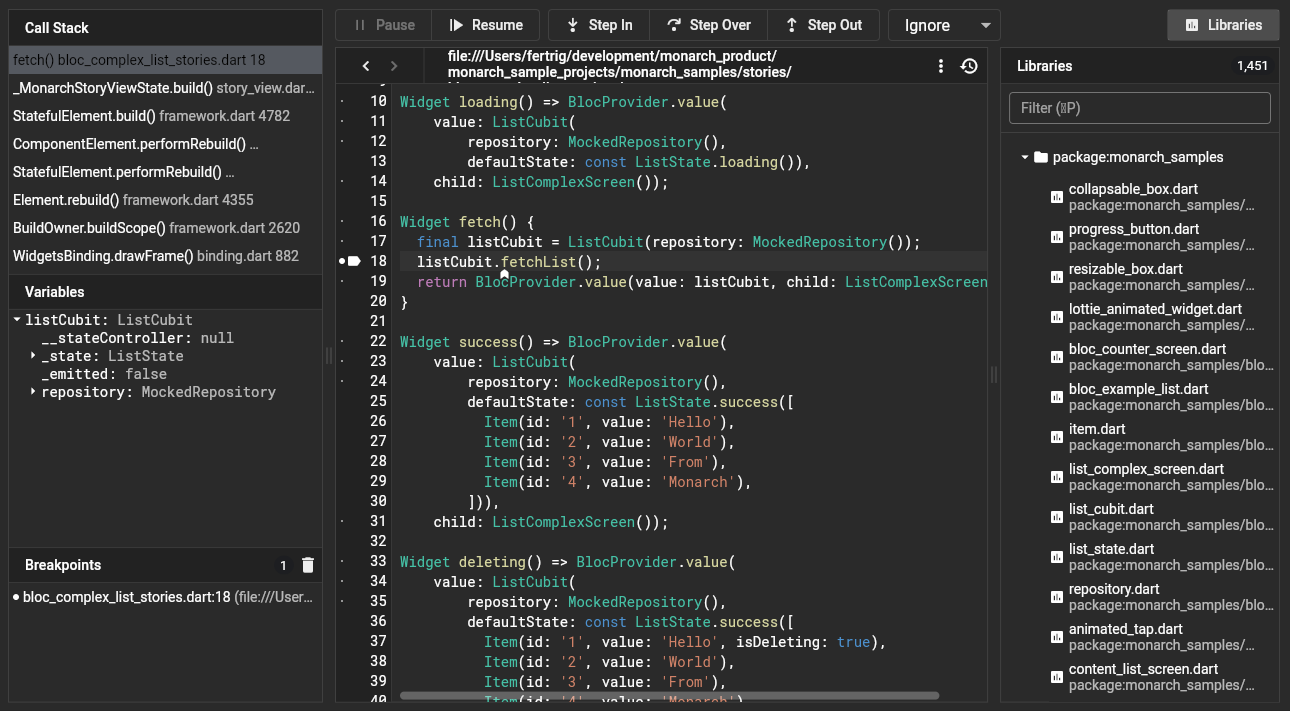 Call Stack
fetch() bloc_complex_list_stories.dart 18
_MonarchStoryViewState.build() story_view.dar…
StatefulElement.build() framework.dart 4782
ComponentElement.performRebuild() …
StatefulElement.performRebuild() …
Element.rebuild() framework.dart 4355
BuildOwner.buildScope() framework.dart 2620
WidgetsBinding.drawFrame() binding.dart 882
Variables
listCubit: ListCubit
__stateController: null
_state: ListState
_emitted: false
repository: MockedRepository
Breakpoints 1
bloc_complex_list_stories.dart:18 (file:///User…
Pause Resume Step In Step Over Step Out Ignore Libraries
file:///Users/fertrig/development/monarch_product/
monarch_sample_projects/monarch_samples/stories/
10 Widget loading() => BlocProvider.value(
11     value: ListCubit(
12         repository: MockedRepository(),
13         defaultState: const ListState.loading()),
14     child: ListComplexScreen());
15
16 Widget fetch() {
17   final listCubit = ListCubit(repository: MockedRepository());
18   listCubit.fetchList();
19   return BlocProvider.value(value: listCubit, child: ListComplexScreen
20 }
21
22 Widget success() => BlocProvider.value(
23     value: ListCubit(
24         repository: MockedRepository(),
25         defaultState: const ListState.success([
26           Item(id: '1', value: 'Hello'),
27           Item(id: '2', value: 'World'),
28           Item(id: '3', value: 'From'),
29           Item(id: '4', value: 'Monarch'),
30         ])),
31     child: ListComplexScreen());
32
33 Widget deleting() => BlocProvider.value(
34     value: ListCubit(
35         repository: MockedRepository(),
36         defaultState: const ListState.success([
37           Item(id: '1', value: 'Hello', isDeleting: true),
38           Item(id: '2', value: 'World'),
39           Item(id: '3', value: 'From'),
40           Item(id: '4', value: 'Monarch')
Libraries 1,451
Filter (P)
package:monarch_samples
collapsable_box.dart
package:monarch_samples/…
progress_button.dart
package:monarch_samples/…
resizable_box.dart
package:monarch_samples/…
lottie_animated_widget.dart
package:monarch_samples/…
bloc_counter_screen.dart
package:monarch_samples/blo…
bloc_example_list.dart
package:monarch_samples/blo…
item.dart
package:monarch_samples/blo…
list_complex_screen.dart
package:monarch_samples/blo…
list_cubit.dart
package:monarch_samples/blo…
list_state.dart
package:monarch_samples/blo…
repository.dart
package:monarch_samples/blo…
animated_tap.dart
package:monarch_samples/…
content_list_screen.dart
package:monarch_samples/…